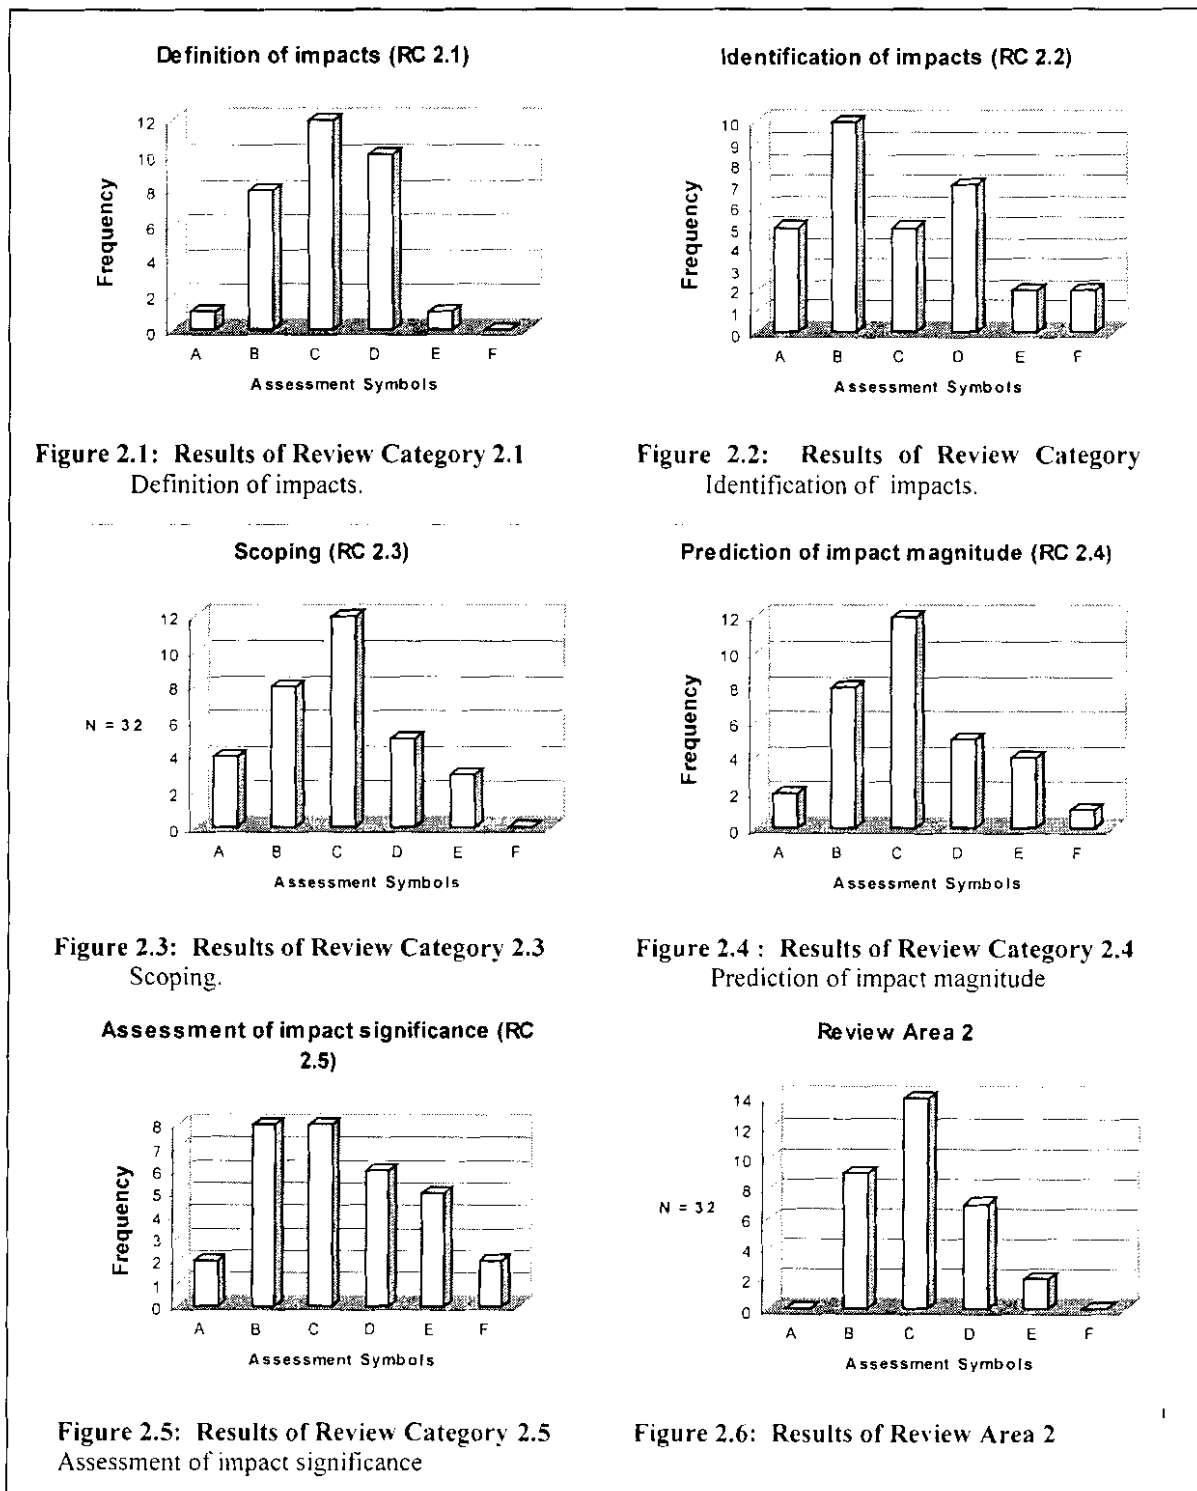 Definition of impacts (RC 2.1)
12
10
8
6
4
2
0
Frequency
A B C D E F
Assessment Symbols
Figure 2.1: Results of Review Category 2.1
Definition of impacts.
Identification of impacts (RC 2.2)
10
9
8
7
6
5
4
3
2
1
0
Frequency
A B C D E F
Assessment Symbols
Figure 2.2: Results of Review Category
Identification of impacts.
Scoping (RC 2.3)
12
10
8
6
4
2
0
N = 32
A B C D E F
Assessment Symbols
Figure 2.3: Results of Review Category 2.3
Scoping.
Prediction of impact magnitude (RC 2.4)
12
10
8
6
4
2
0
Frequency
A B C D E F
Assessment Symbols
Figure 2.4 : Results of Review Category 2.4
Prediction of impact magnitude
Assessment of impact significance (RC
2.5)
8
7
6
5
4
3
2
1
0
Frequency
A B C D E F
Assessment Symbols
Figure 2.5: Results of Review Category 2.5
Assessment of impact significance
Review Area 2
14
12
10
8
6
4
2
0
N = 32
A B C D E F
Assessment Symbols
Figure 2.6: Results of Review Area 2